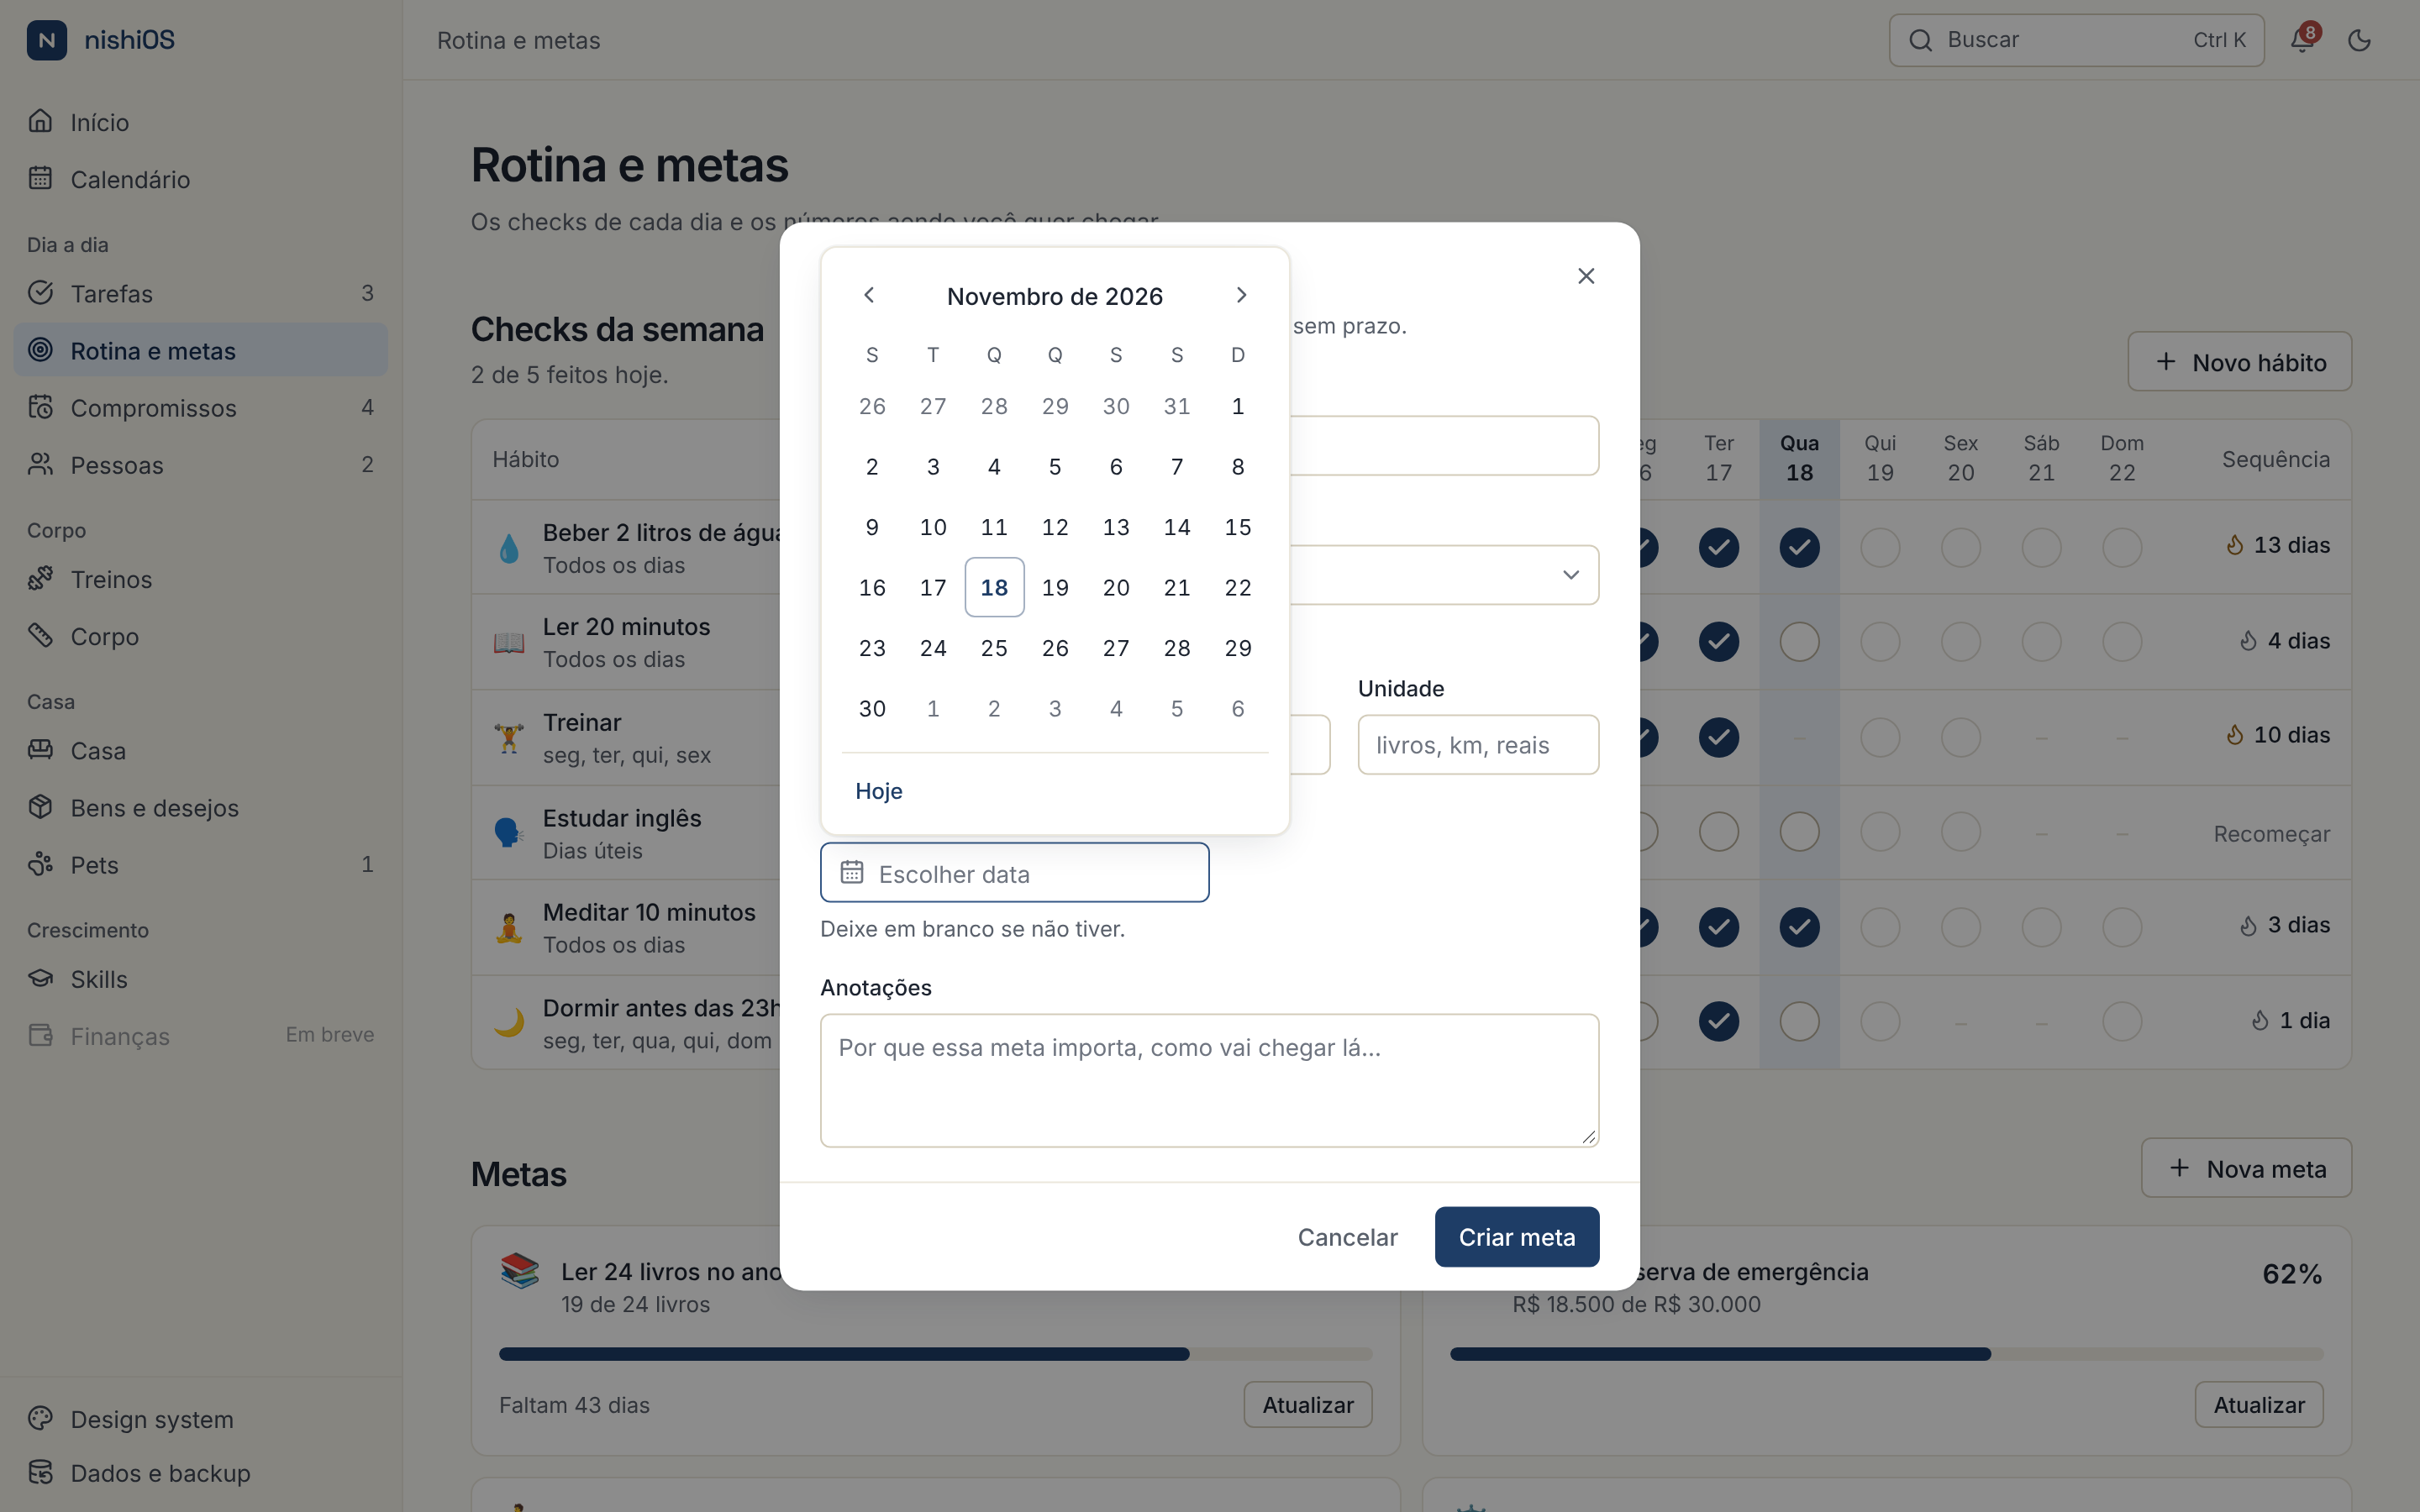 N nishiOS
Rotina e metas
Buscar Ctrl K
8
Início
Calendário
Dia a dia
Tarefas 3
Rotina e metas
Compromissos 4
Pessoas 2
Corpo
Treinos
Corpo
Casa
Casa
Bens e desejos
Pets 1
Crescimento
Skills
Finanças Em breve
Design system
Dados e backup
Rotina e metas
Os checks de cada dia e os números aonde você quer chegar.
Checks da semana
2 de 5 feitos hoje.
Novo hábito
Hábito
Ter 17
Qua 18
Qui 19
Sex 20
Sáb 21
Dom 22
Sequência
Beber 2 litros de água
Todos os dias
13 dias
Ler 20 minutos
Todos os dias
4 dias
Treinar
seg, ter, qui, sex
– – –
10 dias
Estudar inglês
Dias úteis
– –
Recomeçar
Meditar 10 minutos
Todos os dias
3 dias
Dormir antes das 23h
seg, ter, qua, qui, dom
– –
1 dia
sem prazo.
Novembro de 2026
S T Q Q S S D
26 27 28 29 30 31 1
2 3 4 5 6 7 8
9 10 11 12 13 14 15
16 17 18 19 20 21 22
23 24 25 26 27 28 29
30 1 2 3 4 5 6
Hoje
Unidade
livros, km, reais
Escolher data
Deixe em branco se não tiver.
Anotações
Por que essa meta importa, como vai chegar lá...
Cancelar
Criar meta
Metas
Nova meta
Ler 24 livros no ano
19 de 24 livros
Faltam 43 dias
Atualizar
serva de emergência
62%
R$ 18.500 de R$ 30.000
Atualizar